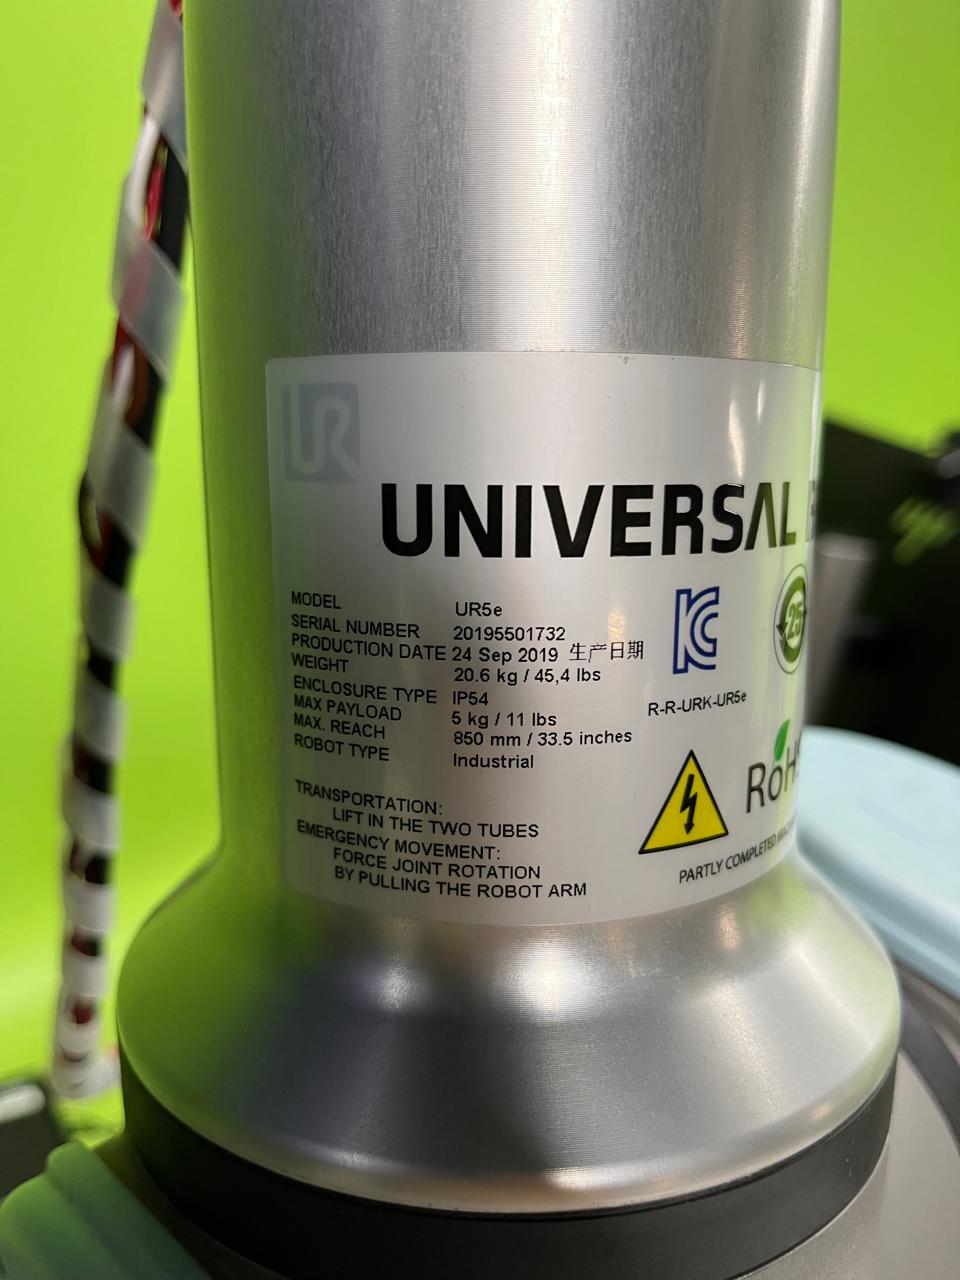 UR
UNIVERSAL
MODEL UR5e
SERIAL NUMBER 20195501732
PRODUCTION DATE 24 Sep 2019 生产日期
WEIGHT 20.6 kg / 45,4 lbs
ENCLOSURE TYPE IP54
MAX PAYLOAD 5 kg / 11 lbs
MAX. REACH 850 mm / 33.5 inches
ROBOT TYPE Industrial
TRANSPORTATION:
LIFT IN THE TWO TUBES
EMERGENCY MOVEMENT:
FORCE JOINT ROTATION
BY PULLING THE ROBOT ARM
KC
25
R-R-URK-UR5e
RoH
PARTLY COMPLETED